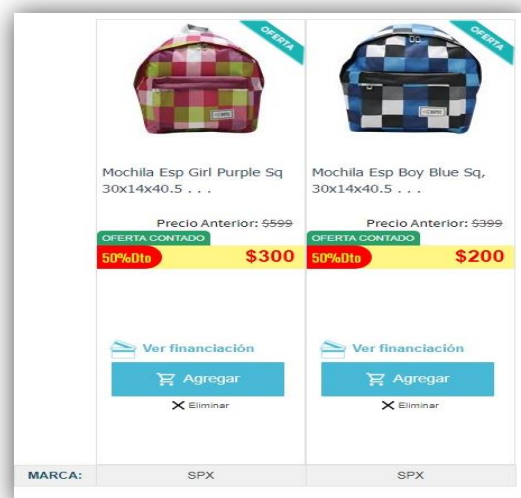 OFERTA
OFERTA
Mochila Esp Girl Purple Sq
30x14x40.5 . . .
Mochila Esp Boy Blue Sq,
30x14x40.5 . . .
Precio Anterior: $599
Precio Anterior: $399
OFERTA CONTADO
OFERTA CONTADO
50%Dto $300
50%Dto $200
Ver financiación
Ver financiación
Agregar
Agregar
Eliminar
Eliminar
MARCA: SPX SPX